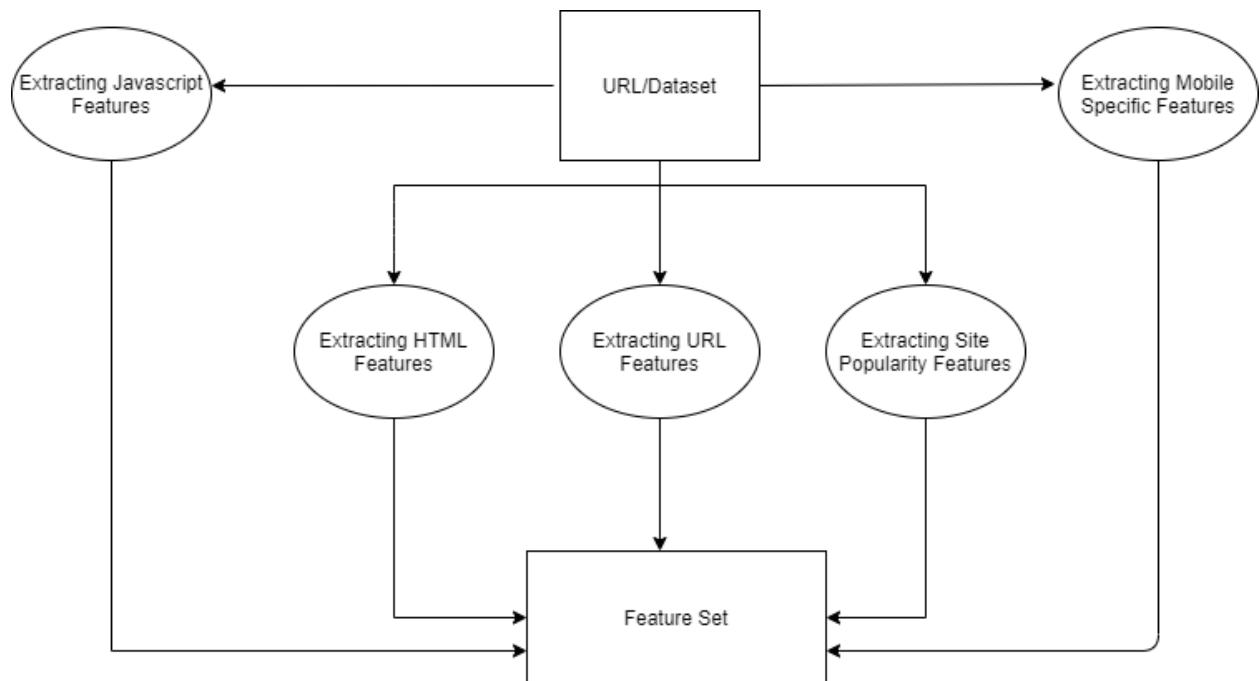 Extracting Javascript
Features
URL/Dataset
Extracting Mobile
Specific Features
Extracting HTML
Features
Extracting URL
Features
Extracting Site
Popularity Features
Feature Set